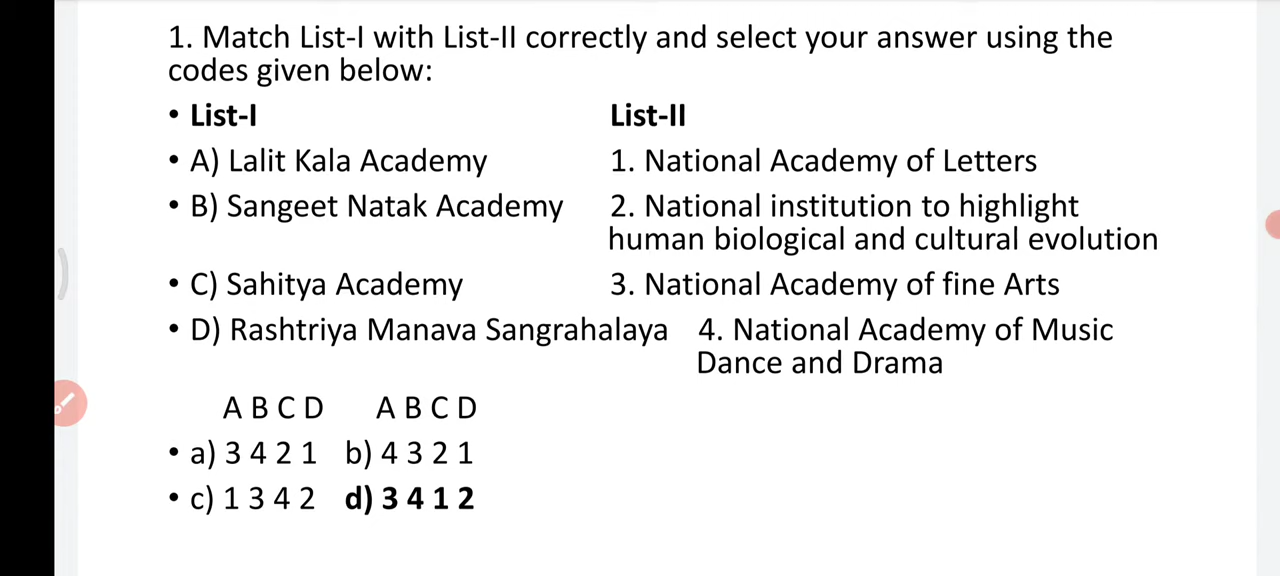 1. Match List-I with List-II correctly and select your answer using the
codes given below:
• List-I List-II
• A) Lalit Kala Academy 1. National Academy of Letters
• B) Sangeet Natak Academy 2. National institution to highlight
human biological and cultural evolution
• C) Sahitya Academy 3. National Academy of fine Arts
• D) Rashtriya Manava Sangrahalaya 4. National Academy of Music
Dance and Drama
A B C D A B C D
• a) 3 4 2 1 b) 4 3 2 1
• c) 1 3 4 2 d) 3 4 1 2